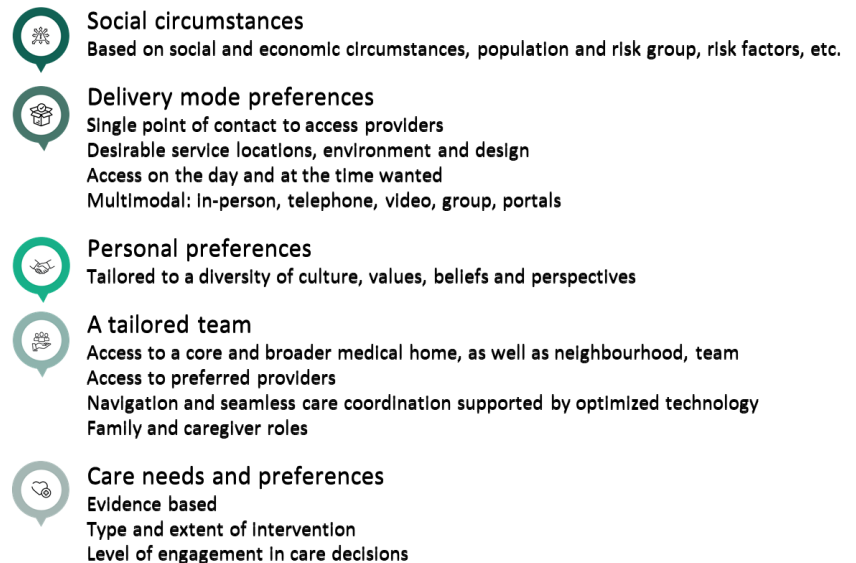 Social circumstances
Based on social and economic circumstances, population and risk group, risk factors, etc.
Delivery mode preferences
Single point of contact to access providers
Desirable service locations, environment and design
Access on the day and at the time wanted
Multimodal: in-person, telephone, video, group, portals
Personal preferences
Tailored to a diversity of culture, values, beliefs and perspectives
A tailored team
Access to a core and broader medical home, as well as neighbourhood, team
Access to preferred providers
Navigation and seamless care coordination supported by optimized technology
Family and caregiver roles
Care needs and preferences
Evidence based
Type and extent of intervention
Level of engagement in care decisions